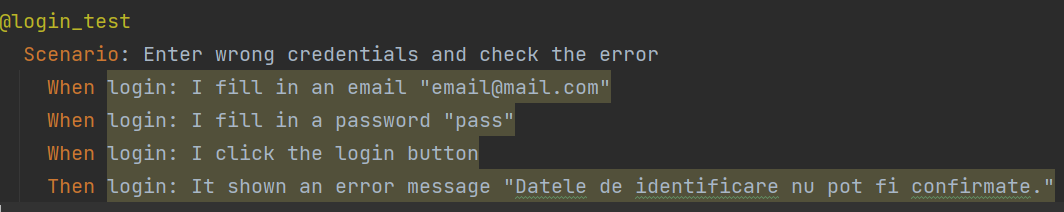 @login_test
Scenario: Enter wrong credentials and check the error
When login: I fill in an email "email@mail.com"
When login: I fill in a password "pass"
When login: I click the login button
Then login: It shown an error message "Datele de identificare nu pot fi confirmate."